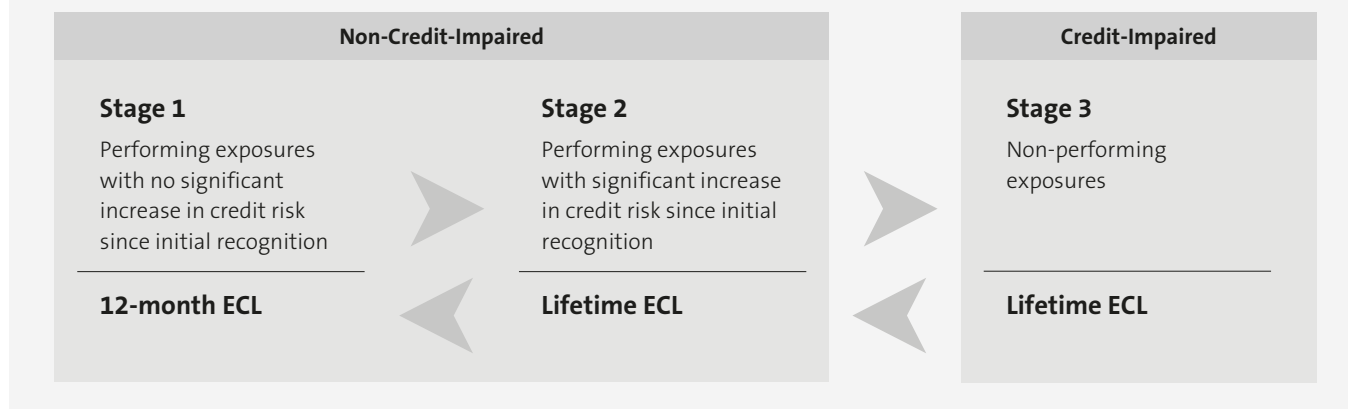 Non-Credit-Impaired
Credit-Impaired
Stage 1
Performing exposures
with no significant
increase in credit risk
since initial recognition
12-month ECL
Stage 2
Performing exposures
with significant increase
in credit risk since initial
recognition
Lifetime ECL
Stage 3
Non-performing
exposures
Lifetime ECL